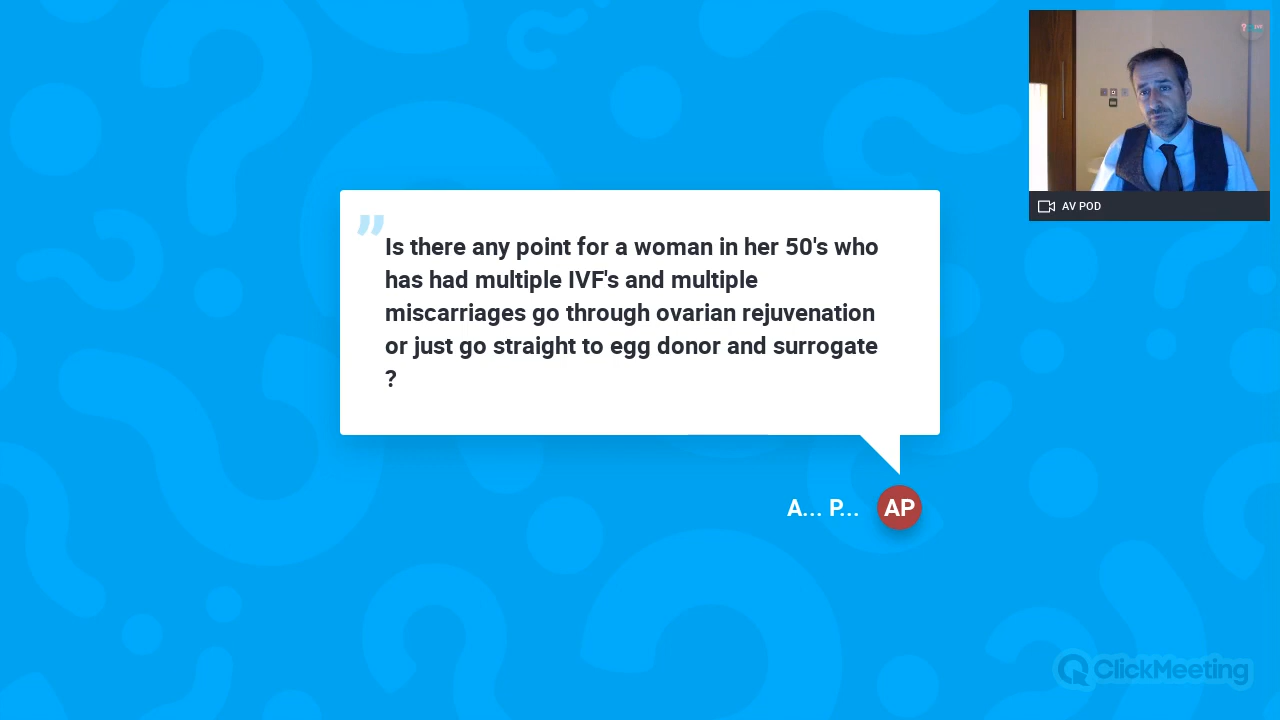 ”
Is there any point for a woman in her 50's who
has had multiple IVF's and multiple
miscarriages go through ovarian rejuvenation
or just go straight to egg donor and surrogate
?
A... P... AP
AV POD
ClickMeeting